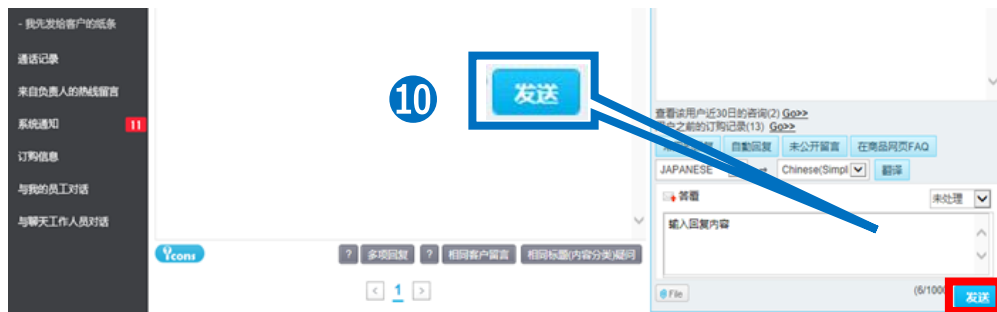 - 我先发给客户的纸条
通话记录
来自负责人的热线留言
系统通知 11
订购信息
与我的员工对话
与聊天工作人员对话
10
发送
Ycons
? 多项回复 ? 相同客户留言 相同标题(内容分类)疑问
< 1 >
查看该用户近30日的咨询(2) Go>>
户之前的订购记录(13) Go>>
自動回复 未公开留言 在商品网页FAQ
JAPANESE → Chinese(Simpl 翻译
答覆 未处理
输入回复内容
File (6/1000
发送